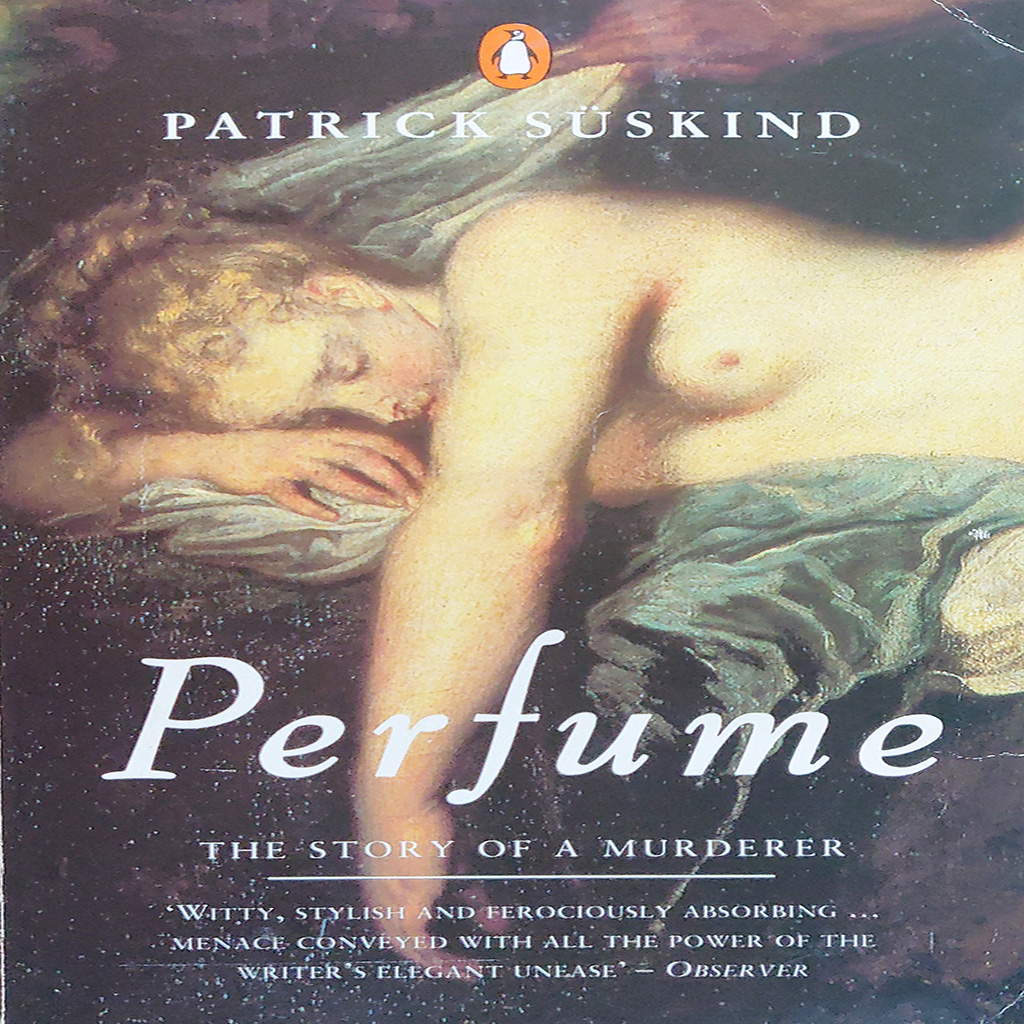 PATRICK SÜSKIND
Perfume
THE STORY OF A MURDERER
‘WITTY, STYLISH AND FEROCIOUSLY ABSORBING ...
MENACE CONVEYED WITH ALL THE POWER OF THE
WRITER’S ELEGANT UNEASE’ – OBSERVER